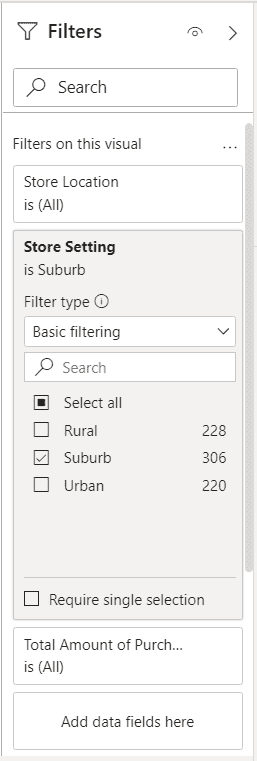 Filters
Search
Filters on this visual
...
Store Location
is (All)
Store Setting
is Suburb
Filter type
Basic filtering
Search
Select all
Rural 228
Suburb 306
Urban 220
Require single selection
Total Amount of Purch...
is (All)
Add data fields here